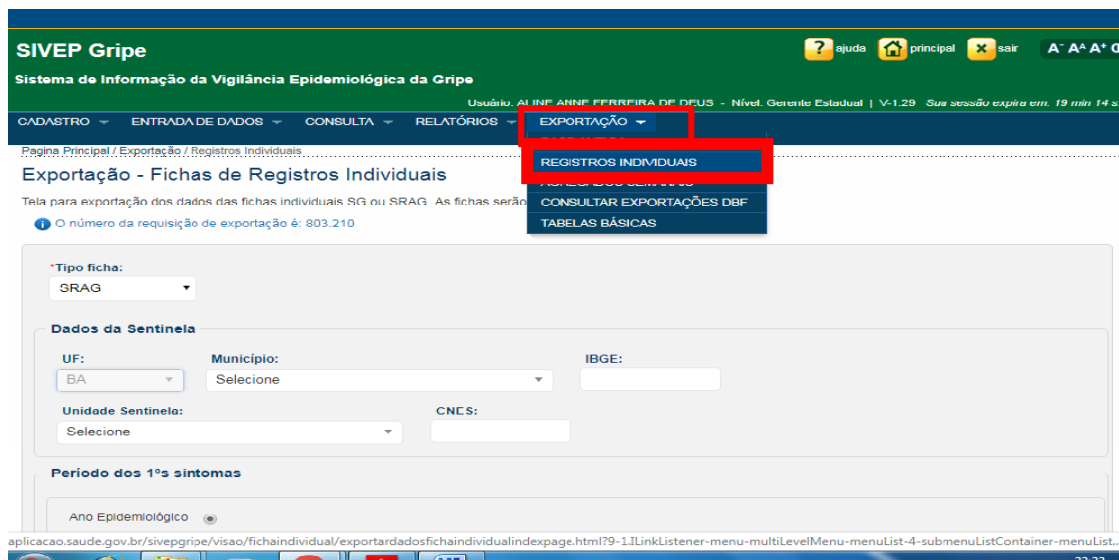 SIVEP Gripe
? ajuda principal sair A- AA A+
Sistema de Informação da Vigilância Epidemiológica da Gripe
Usuário: ALINE ANNE FERREIRA DE DEUS - Nível: Gerente Estadual | V-1.29 Sua sessão expira em: 19 min 14 s
CADASTRO ENTRADA DE DADOS CONSULTA RELATÓRIOS EXPORTAÇÃO
Pagina Principal / Exportação / Registros Individuais
REGISTROS INDIVIDUAIS
Exportação - Fichas de Registros Individuais
AGREGADOS SEMANAIS
Tela para exportação dos dados das fichas individuais SG ou SRAG. As fichas serão
CONSULTAR EXPORTAÇÕES DBF
O número da requisição de exportação é: 803.210
TABELAS BÁSICAS
*Tipo ficha:
SRAG
Dados da Sentinela
UF: Município: IBGE:
BA Selecione
Unidade Sentinela: CNES:
Selecione
Período dos 1ºs sintomas
Ano Epidemiológico
aplicacao.saude.gov.br/sivepgripe/visao/fichaindividual/exportardadosfichaindividualindexpage.html?9-1.ILinkListener-menu-multiLevelMenu-menuList-4-submenuListContainer-menuList...